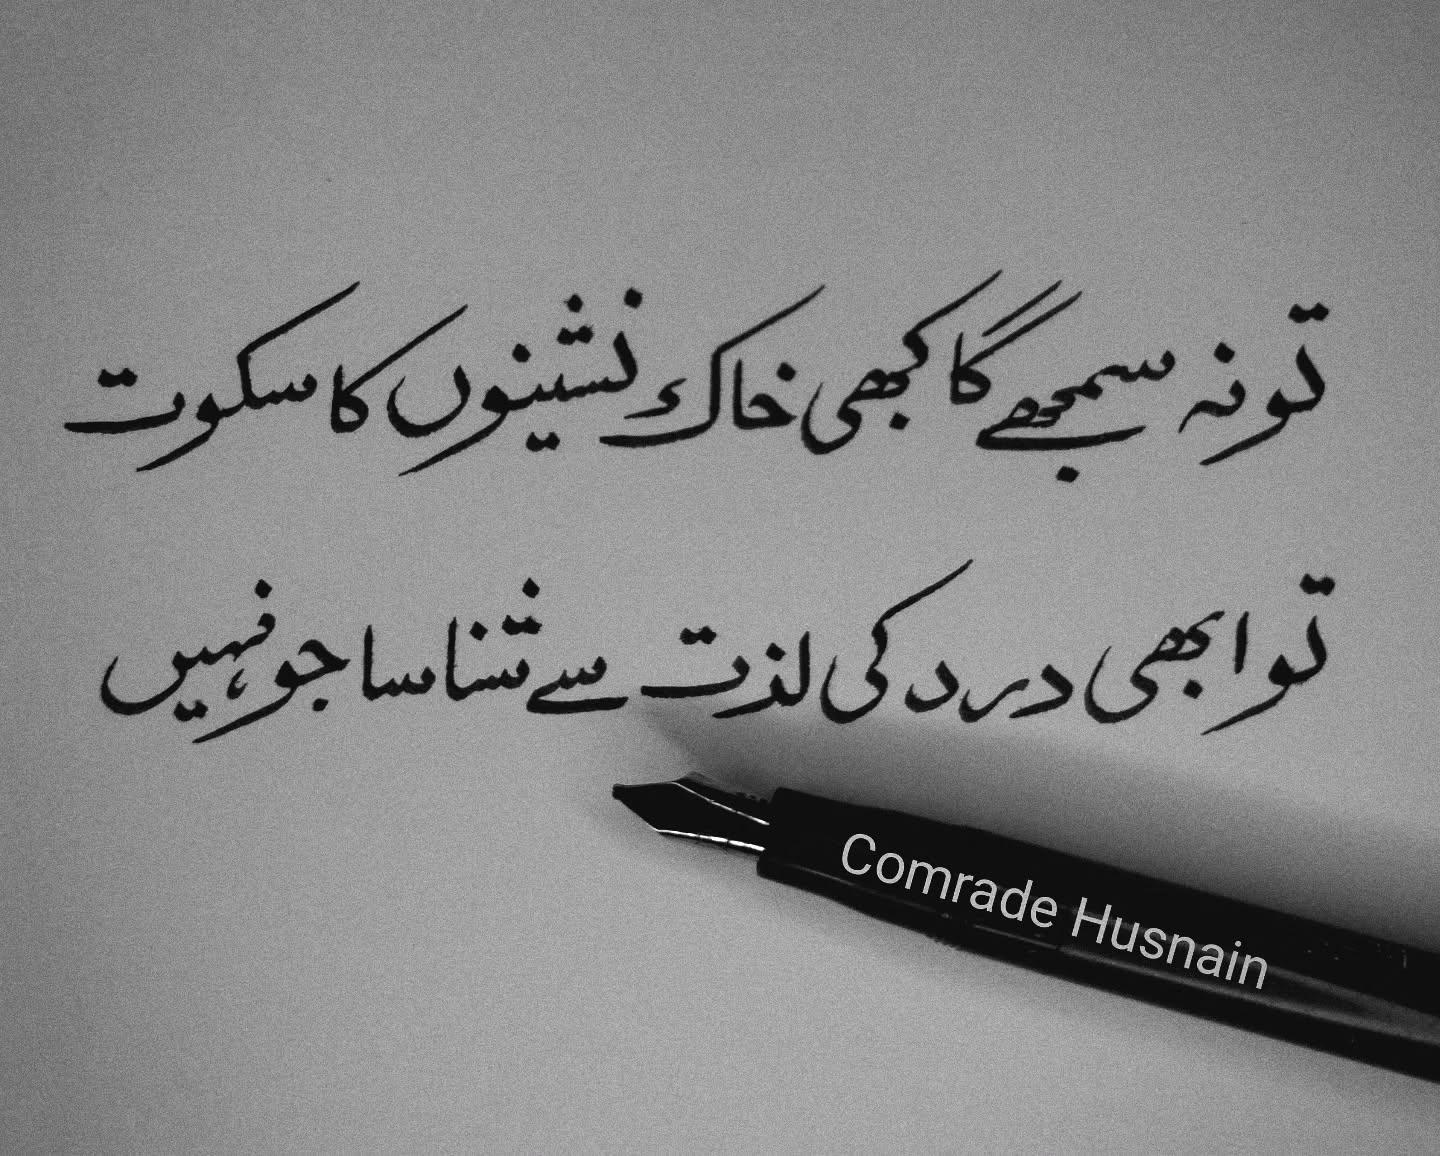 تو نہ سمجھے گا کبھی خاک نشینوں کا سکوت
تو ابھی درد کی لذت سے شناسا جو نہیں
Comrade Husnain